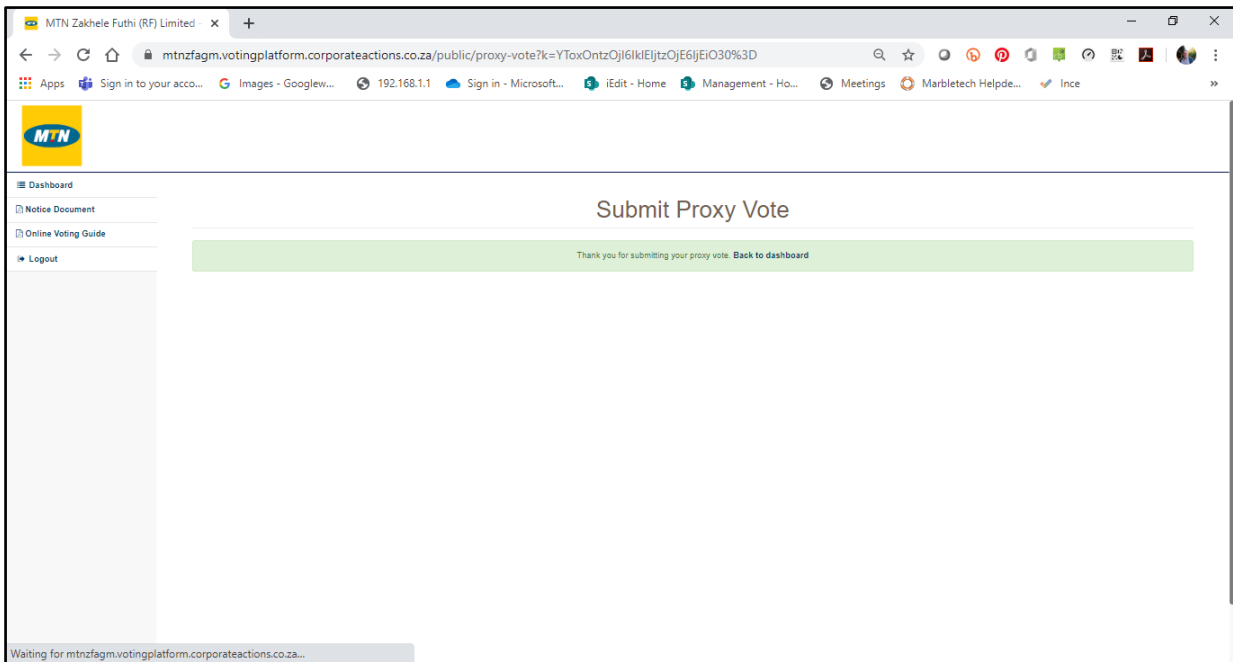 MTN Zakhele Futhi (RF) Limited -
mtnzfagm.votingplatform.corporateactions.co.za/public/proxy-vote?k=YToxOntzOjI6IklEIjtzOjE6IjEiO30%3D
Apps Sign in to your acco... Images - Googlew... 192.168.1.1 Sign in - Microsoft... iEdit - Home Management - Ho... Meetings Marbletech Helpde... Ince
MTN
Dashboard
Notice Document
Online Voting Guide
Logout
Submit Proxy Vote
Thank you for submitting your proxy vote. Back to dashboard
Waiting for mtnzfagm.votingplatform.corporateactions.co.za...